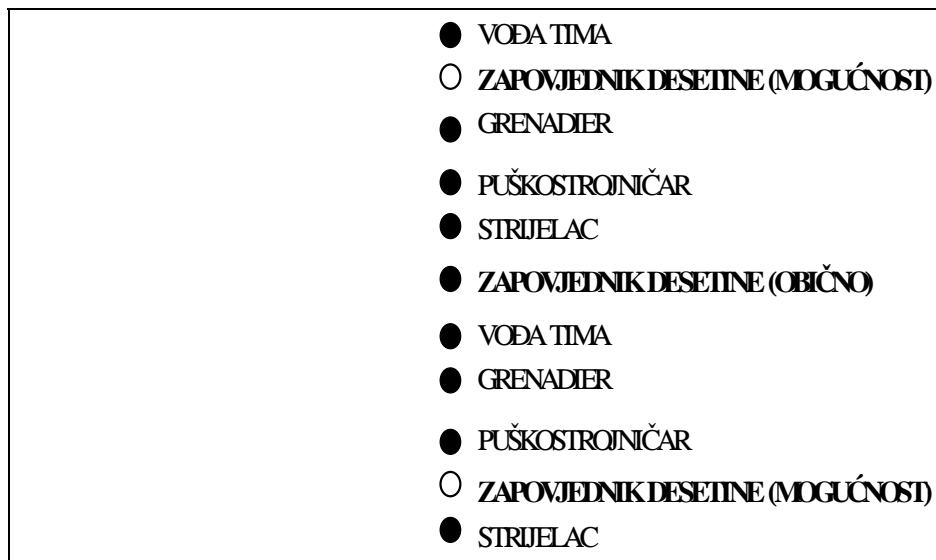 VOĐA TIMA
ZAPOVJEDNIK DESETINE (MOGUĆNOST)
GRENADIER
PUŠKOSTROJNIČAR
STRIJELAC
ZAPOVJEDNIK DESETINE (OBIČNO)
VOĐA TIMA
GRENADIER
PUŠKOSTROJNIČAR
ZAPOVJEDNIK DESETINE (MOGUĆNOST)
STRIJELAC